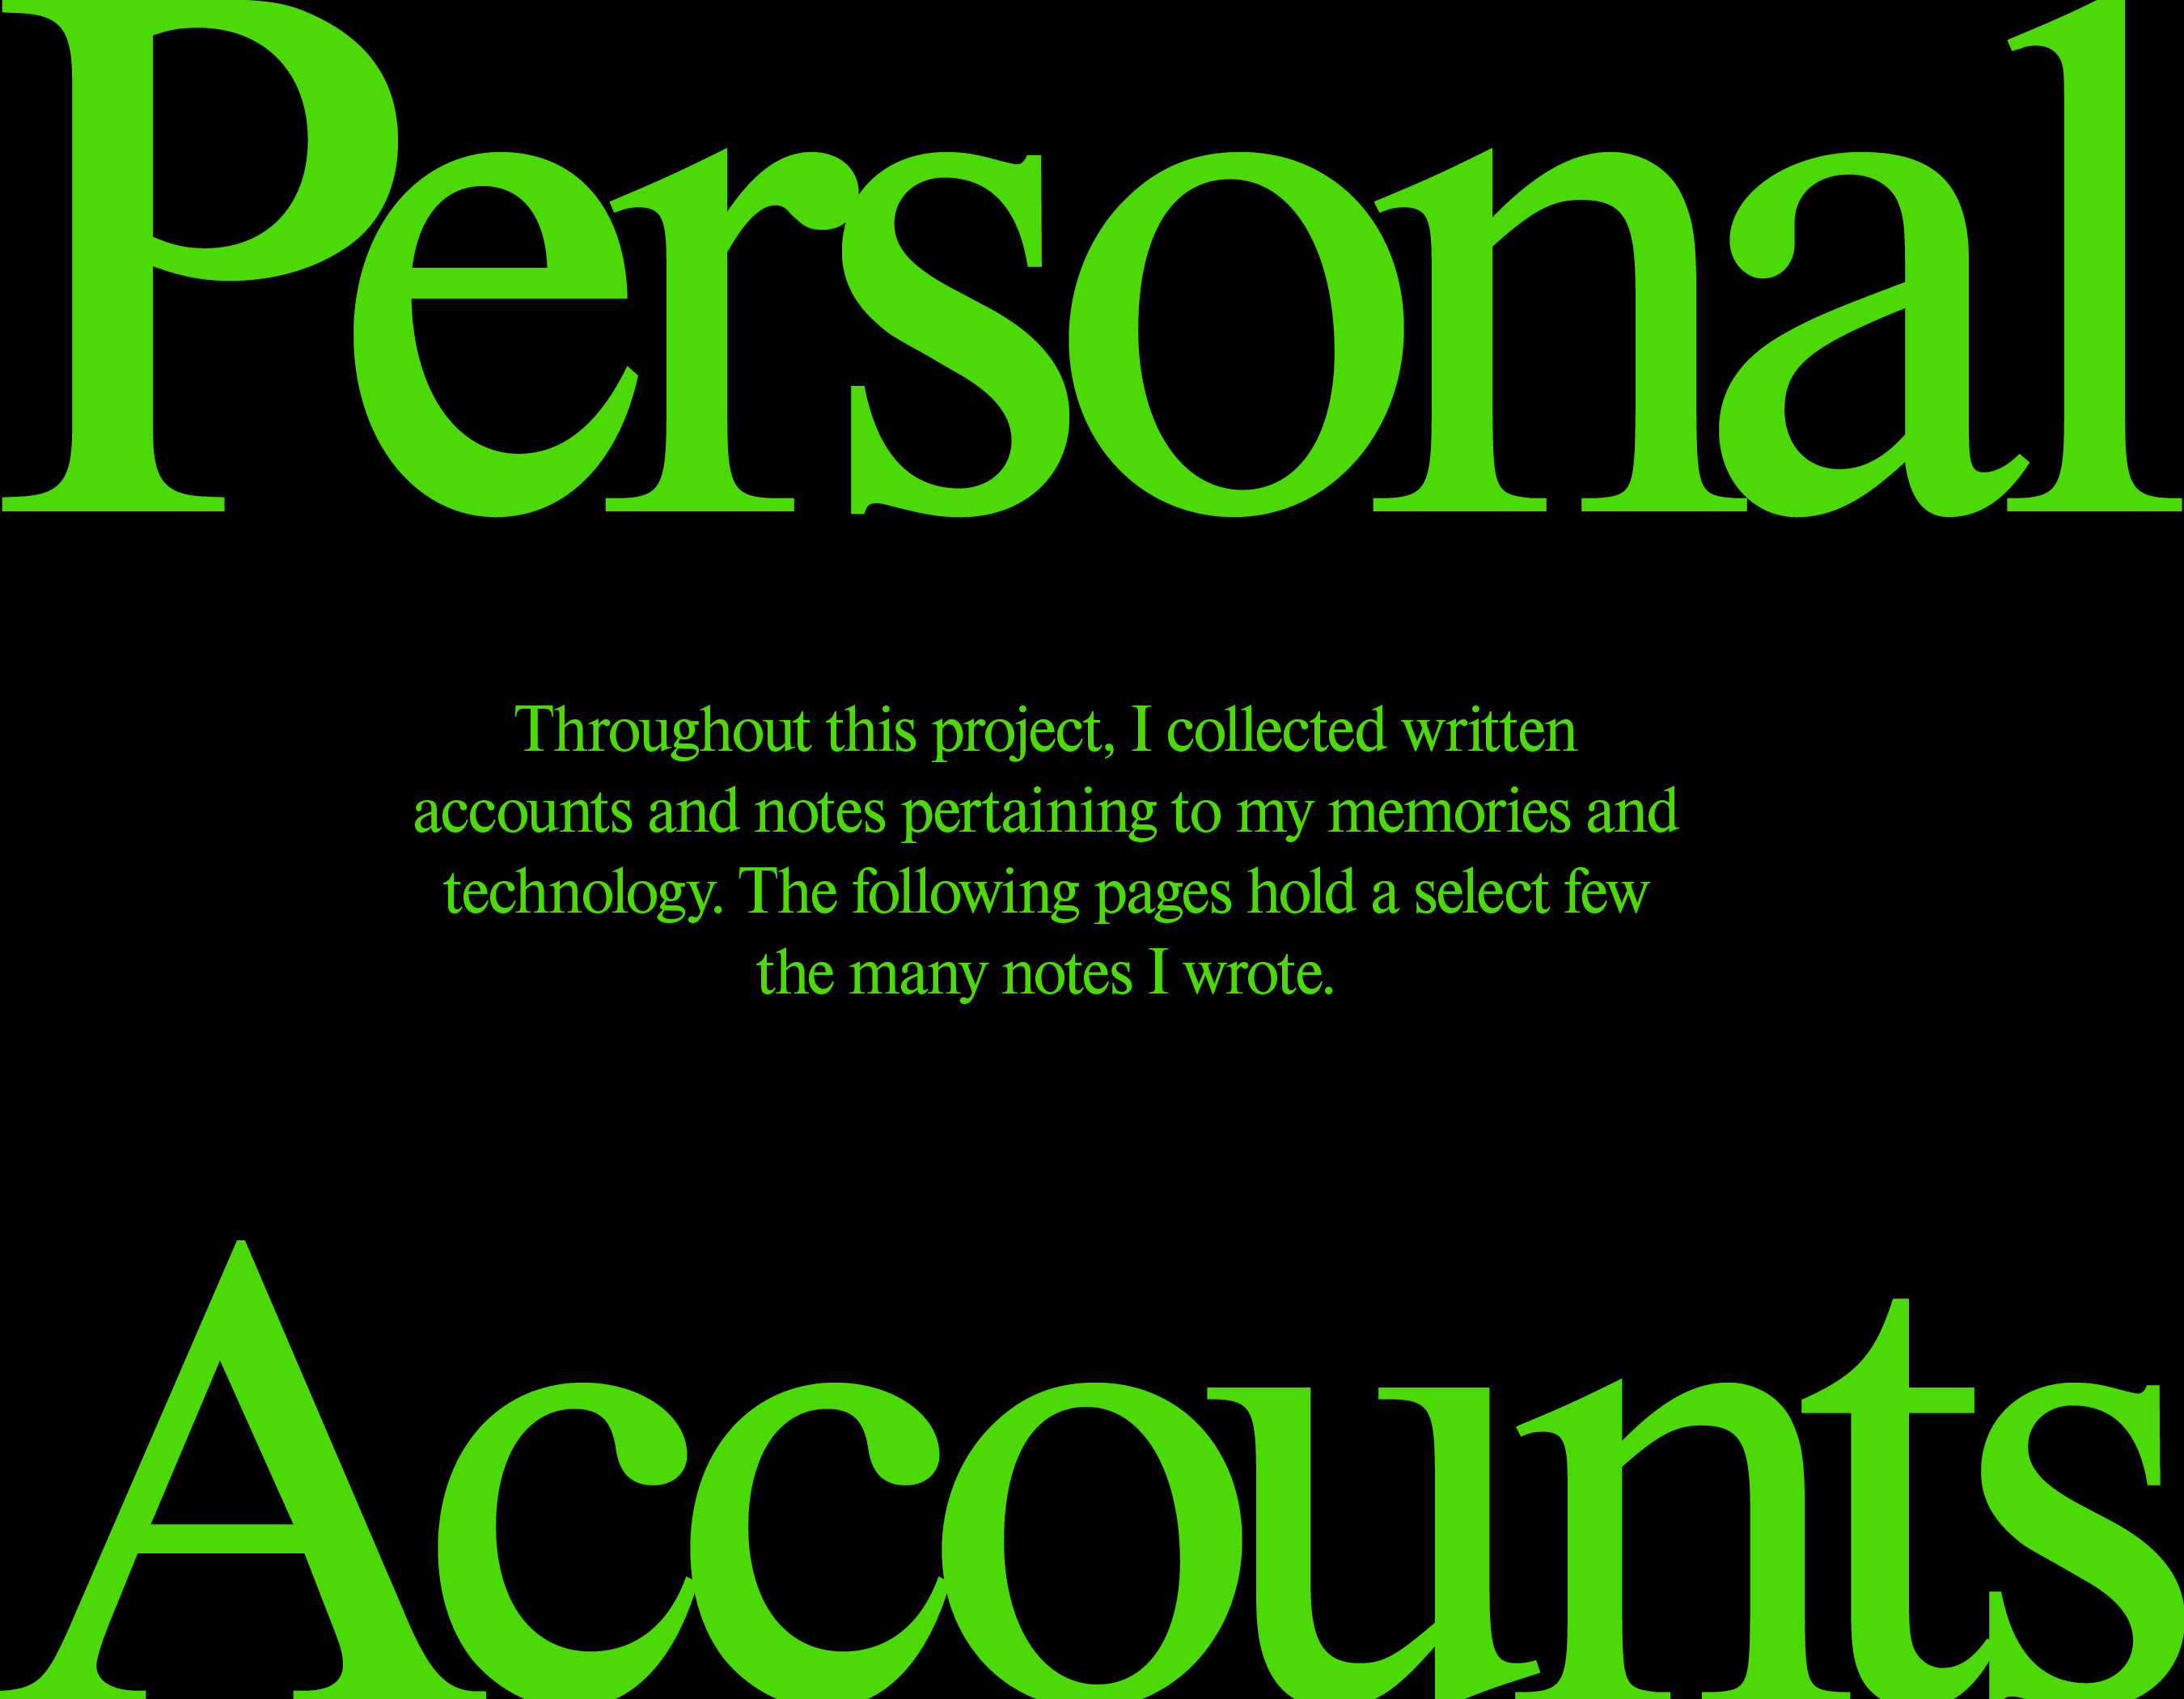 Personal
Throughout this project, I collected written
accounts and notes pertaining to my memories and
technology. The following pages hold a select few
the many notes I wrote.
Accounts